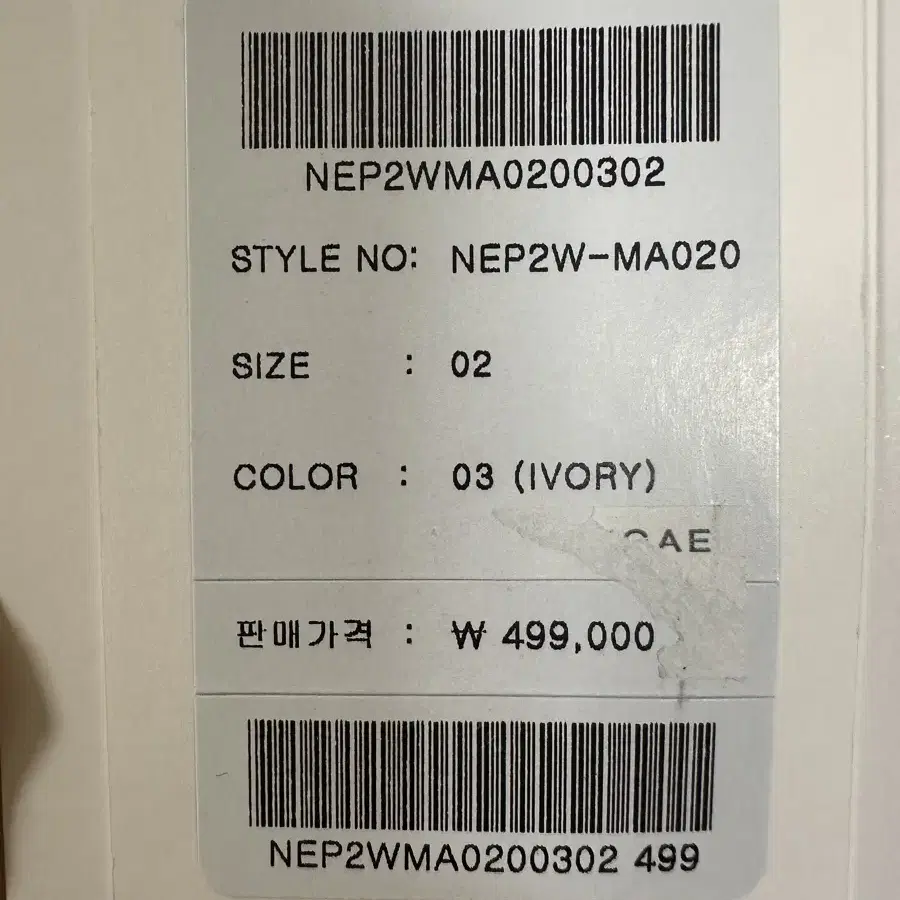 NEP2WMA0200302
STYLE NO: NEP2W-MA020
SIZE : 02
COLOR : 03 (IVORY)
판매가격 : ₩ 499,000
NEP2WMA0200302 499